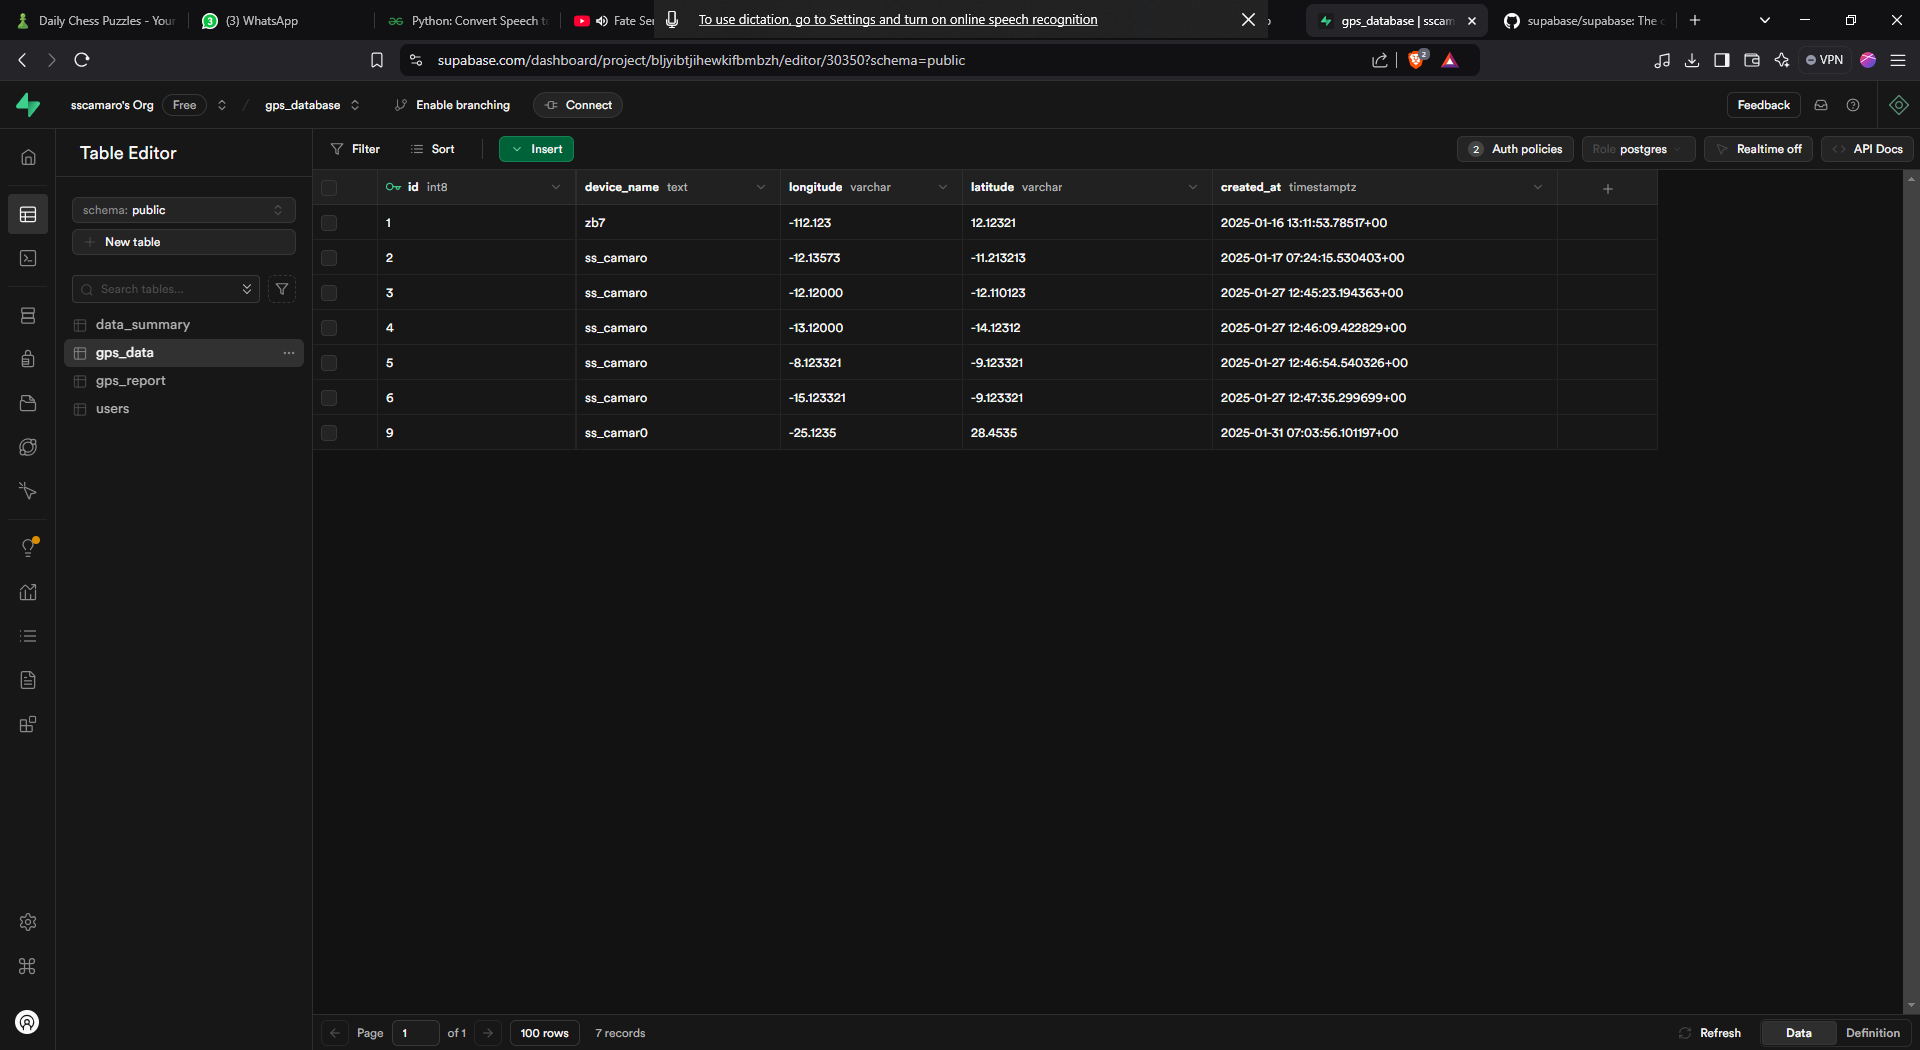 Daily Chess Puzzles - Your
(3) WhatsApp
Python: Convert Speech to
Fate Ser
To use dictation, go to Settings and turn on online speech recognition
gps_database | sscam
supabase/supabase: The o
supabase.com/dashboard/project/bljyibtjihewkifbmbzh/editor/30350?schema=public
2
VPN
sscamaro's Org Free / gps_database Enable branching Connect
Feedback
Table Editor
Filter Sort Insert
2 Auth policies Role postgres Realtime off API Docs
schema: public
New table
Search tables...
data_summary
gps_data ...
gps_report
users
id int8 device_name text longitude varchar latitude varchar created_at timestamptz
1 zb7 -112.123 12.12321 2025-01-16 13:11:53.78517+00
2 ss_camaro -12.13573 -11.213213 2025-01-17 07:24:15.530403+00
3 ss_camaro -12.12000 -12.110123 2025-01-27 12:45:23.194363+00
4 ss_camaro -13.12000 -14.12312 2025-01-27 12:46:09.422829+00
5 ss_camaro -8.123321 -9.123321 2025-01-27 12:46:54.540326+00
6 ss_camaro -15.123321 -9.123321 2025-01-27 12:47:35.299699+00
9 ss_camar0 -25.1235 28.4535 2025-01-31 07:03:56.101197+00
Page 1 of 1 100 rows 7 records
Refresh Data Definition